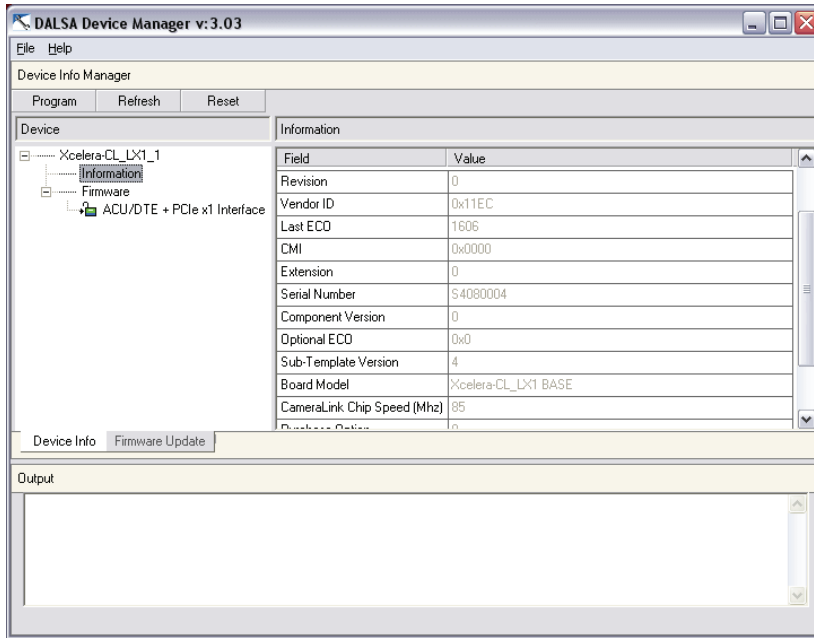 DALSA Device Manager v:3.03
File Help
Device Info Manager
Program Refresh Reset
Device Information
Xcelera-CL_LX1_1
Information
Firmware
ACU/DTE + PCIe x1 Interface
Field Value
Revision 0
Vendor ID 0x11EC
Last ECO 1606
CMI 0x0000
Extension 0
Serial Number S4080004
Component Version 0
Optional ECO 0x0
Sub-Template Version 4
Board Model Xcelera-CL_LX1 BASE
CameraLink Chip Speed (Mhz) 85
Device Info Firmware Update
Output